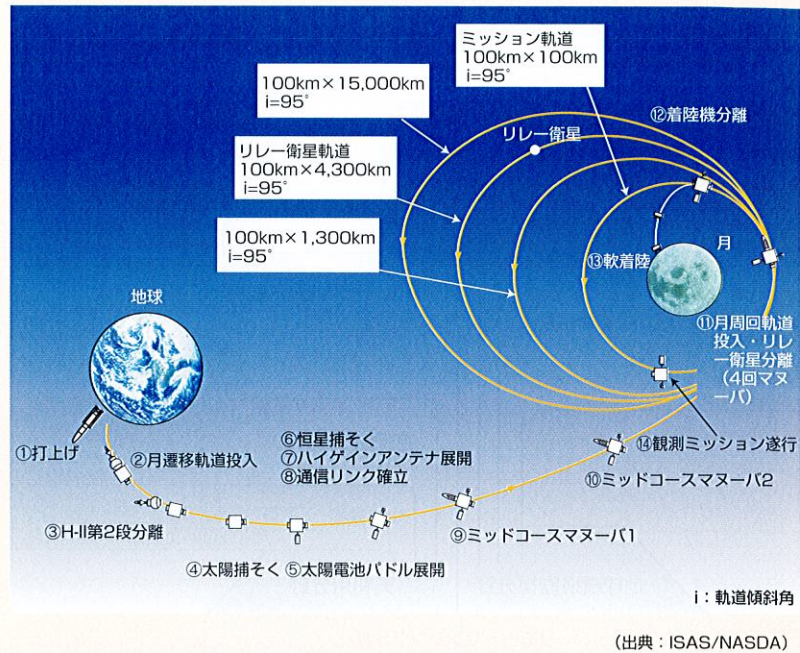 ミッション軌道
100km×100km
i=95°
100km×15,000km
i=95°
⑫着陸機分離
リレー衛星
リレー衛星軌道
100km×4,300km
i=95°
100km×1,300km
i=95°
月
⑬軟着陸
地球
⑪月周回軌道
投入・リレ
ー衛星分離
(4回マヌ
ーバ)
①打上げ
②月遷移軌道投入
⑥恒星捕そく
⑦ハイゲインアンテナ展開
⑧通信リンク確立
⑭観測ミッション遂行
⑩ミッドコースマヌーバ2
③H-II第2段分離
⑨ミッドコースマヌーバ1
④太陽捕そく ⑤太陽電池パドル展開
i：軌道傾斜角
(出典：ISAS/NASDA)